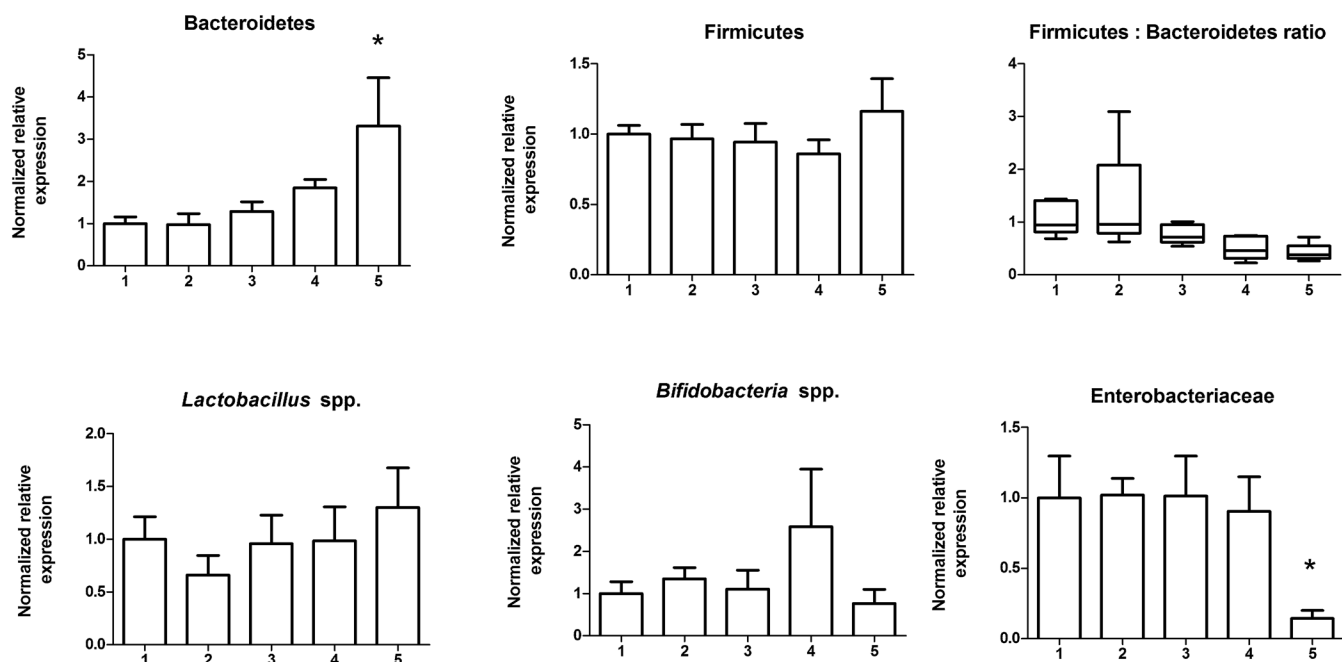 Bacteroidetes
Normalized relative
expression
5
4
3
2
1
0
*
1 2 3 4 5
Firmicutes
Normalized relative
expression
1.5
1.0
0.5
0.0
1 2 3 4 5
Firmicutes : Bacteroidetes ratio
4
3
2
1
0
1 2 3 4 5
Lactobacillus spp.
Normalized relative
expression
2.0
1.5
1.0
0.5
0.0
1 2 3 4 5
Bifidobacteria spp.
Normalized relative
expression
5
4
3
2
1
0
1 2 3 4 5
Enterobacteriaceae
Normalized relative
expression
1.5
1.0
0.5
0.0
*
1 2 3 4 5